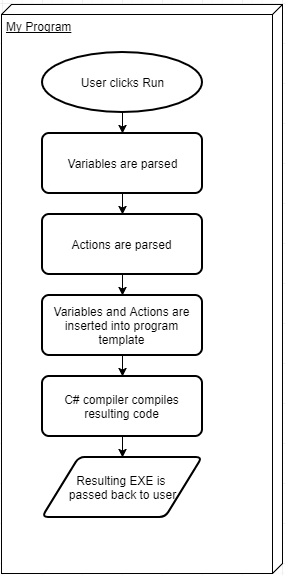 My Program
User clicks Run
Variables are parsed
Actions are parsed
Variables and Actions are
inserted into program
template
C# compiler compiles
resulting code
Resulting EXE is
passed back to user